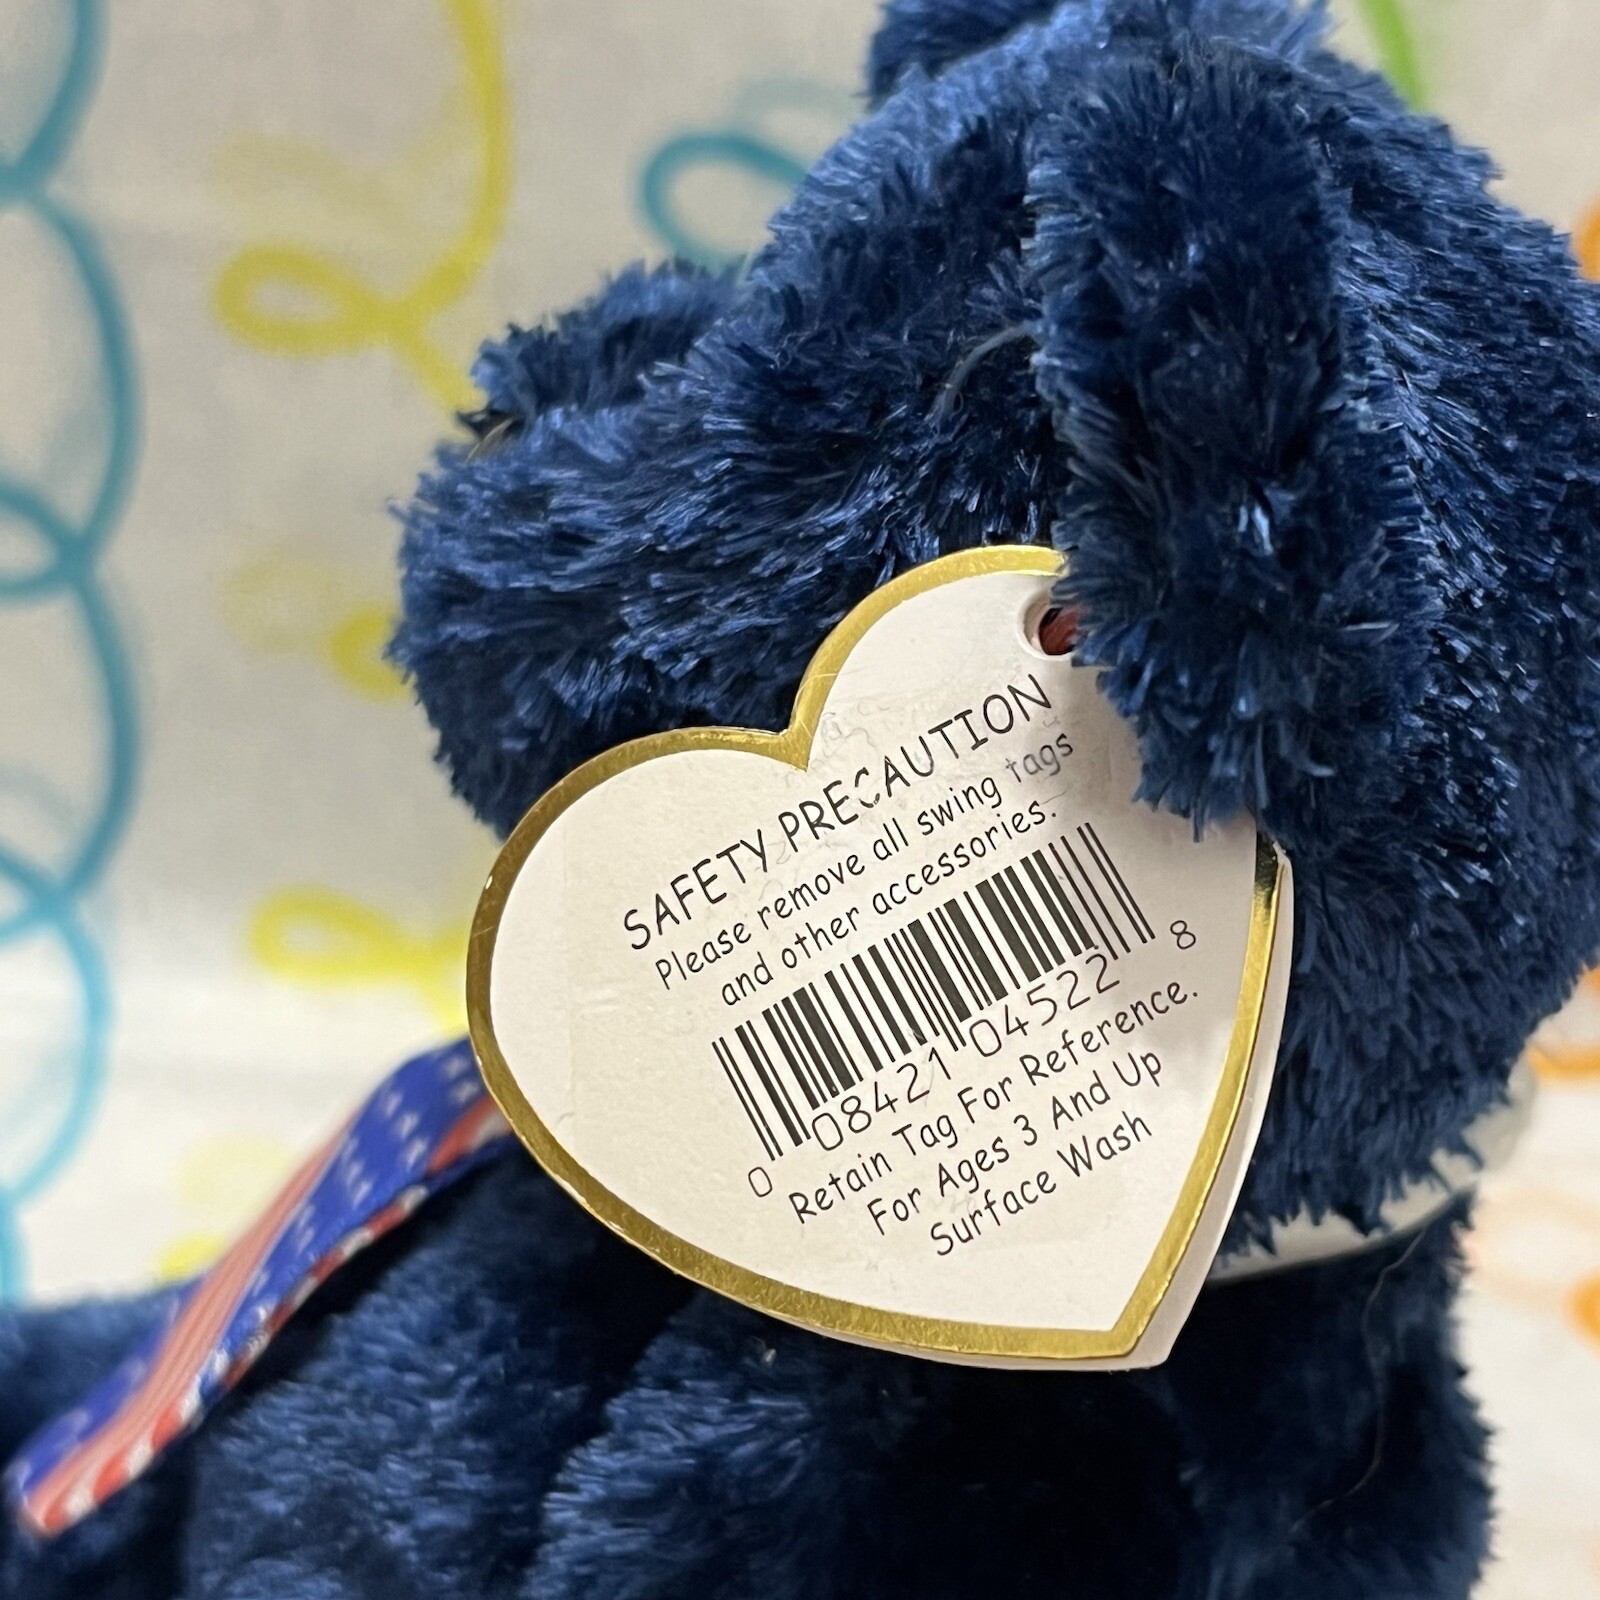 SAFETY PRECAUTION
Please remove all swing tags
and other accessories.
0 08421 04522 8
Retain Tag For Reference.
For Ages 3 And Up
Surface Wash